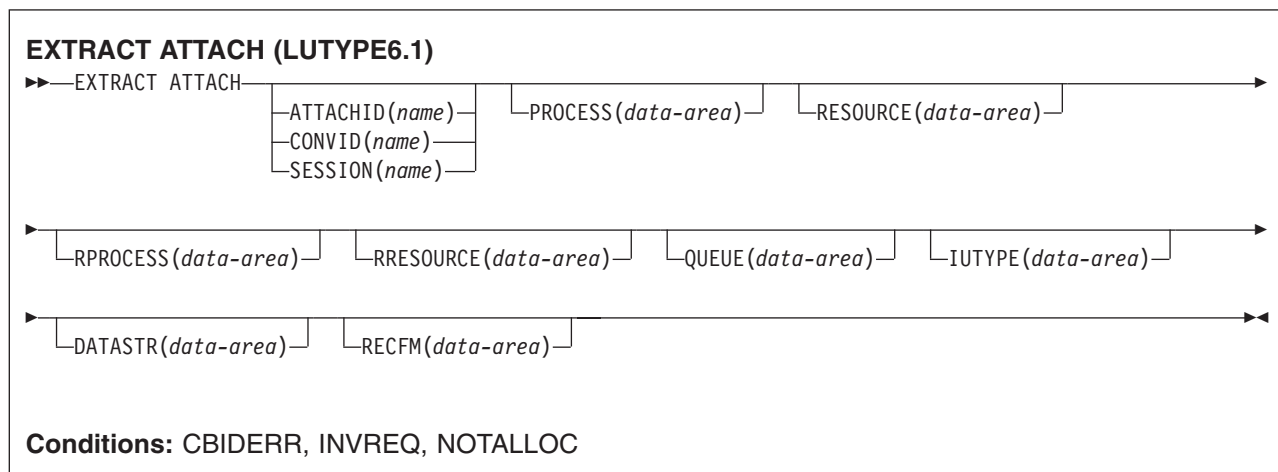 EXTRACT ATTACH (LUTYPE6.1)
EXTRACT ATTACH
ATTACHID(name)
CONVID(name)
SESSION(name)
PROCESS(data-area)
RESOURCE(data-area)
RPROCESS(data-area)
RRESOURCE(data-area)
QUEUE(data-area)
IUTYPE(data-area)
DATASTR(data-area)
RECFM(data-area)
Conditions: CBIDERR, INVREQ, NOTALLOC